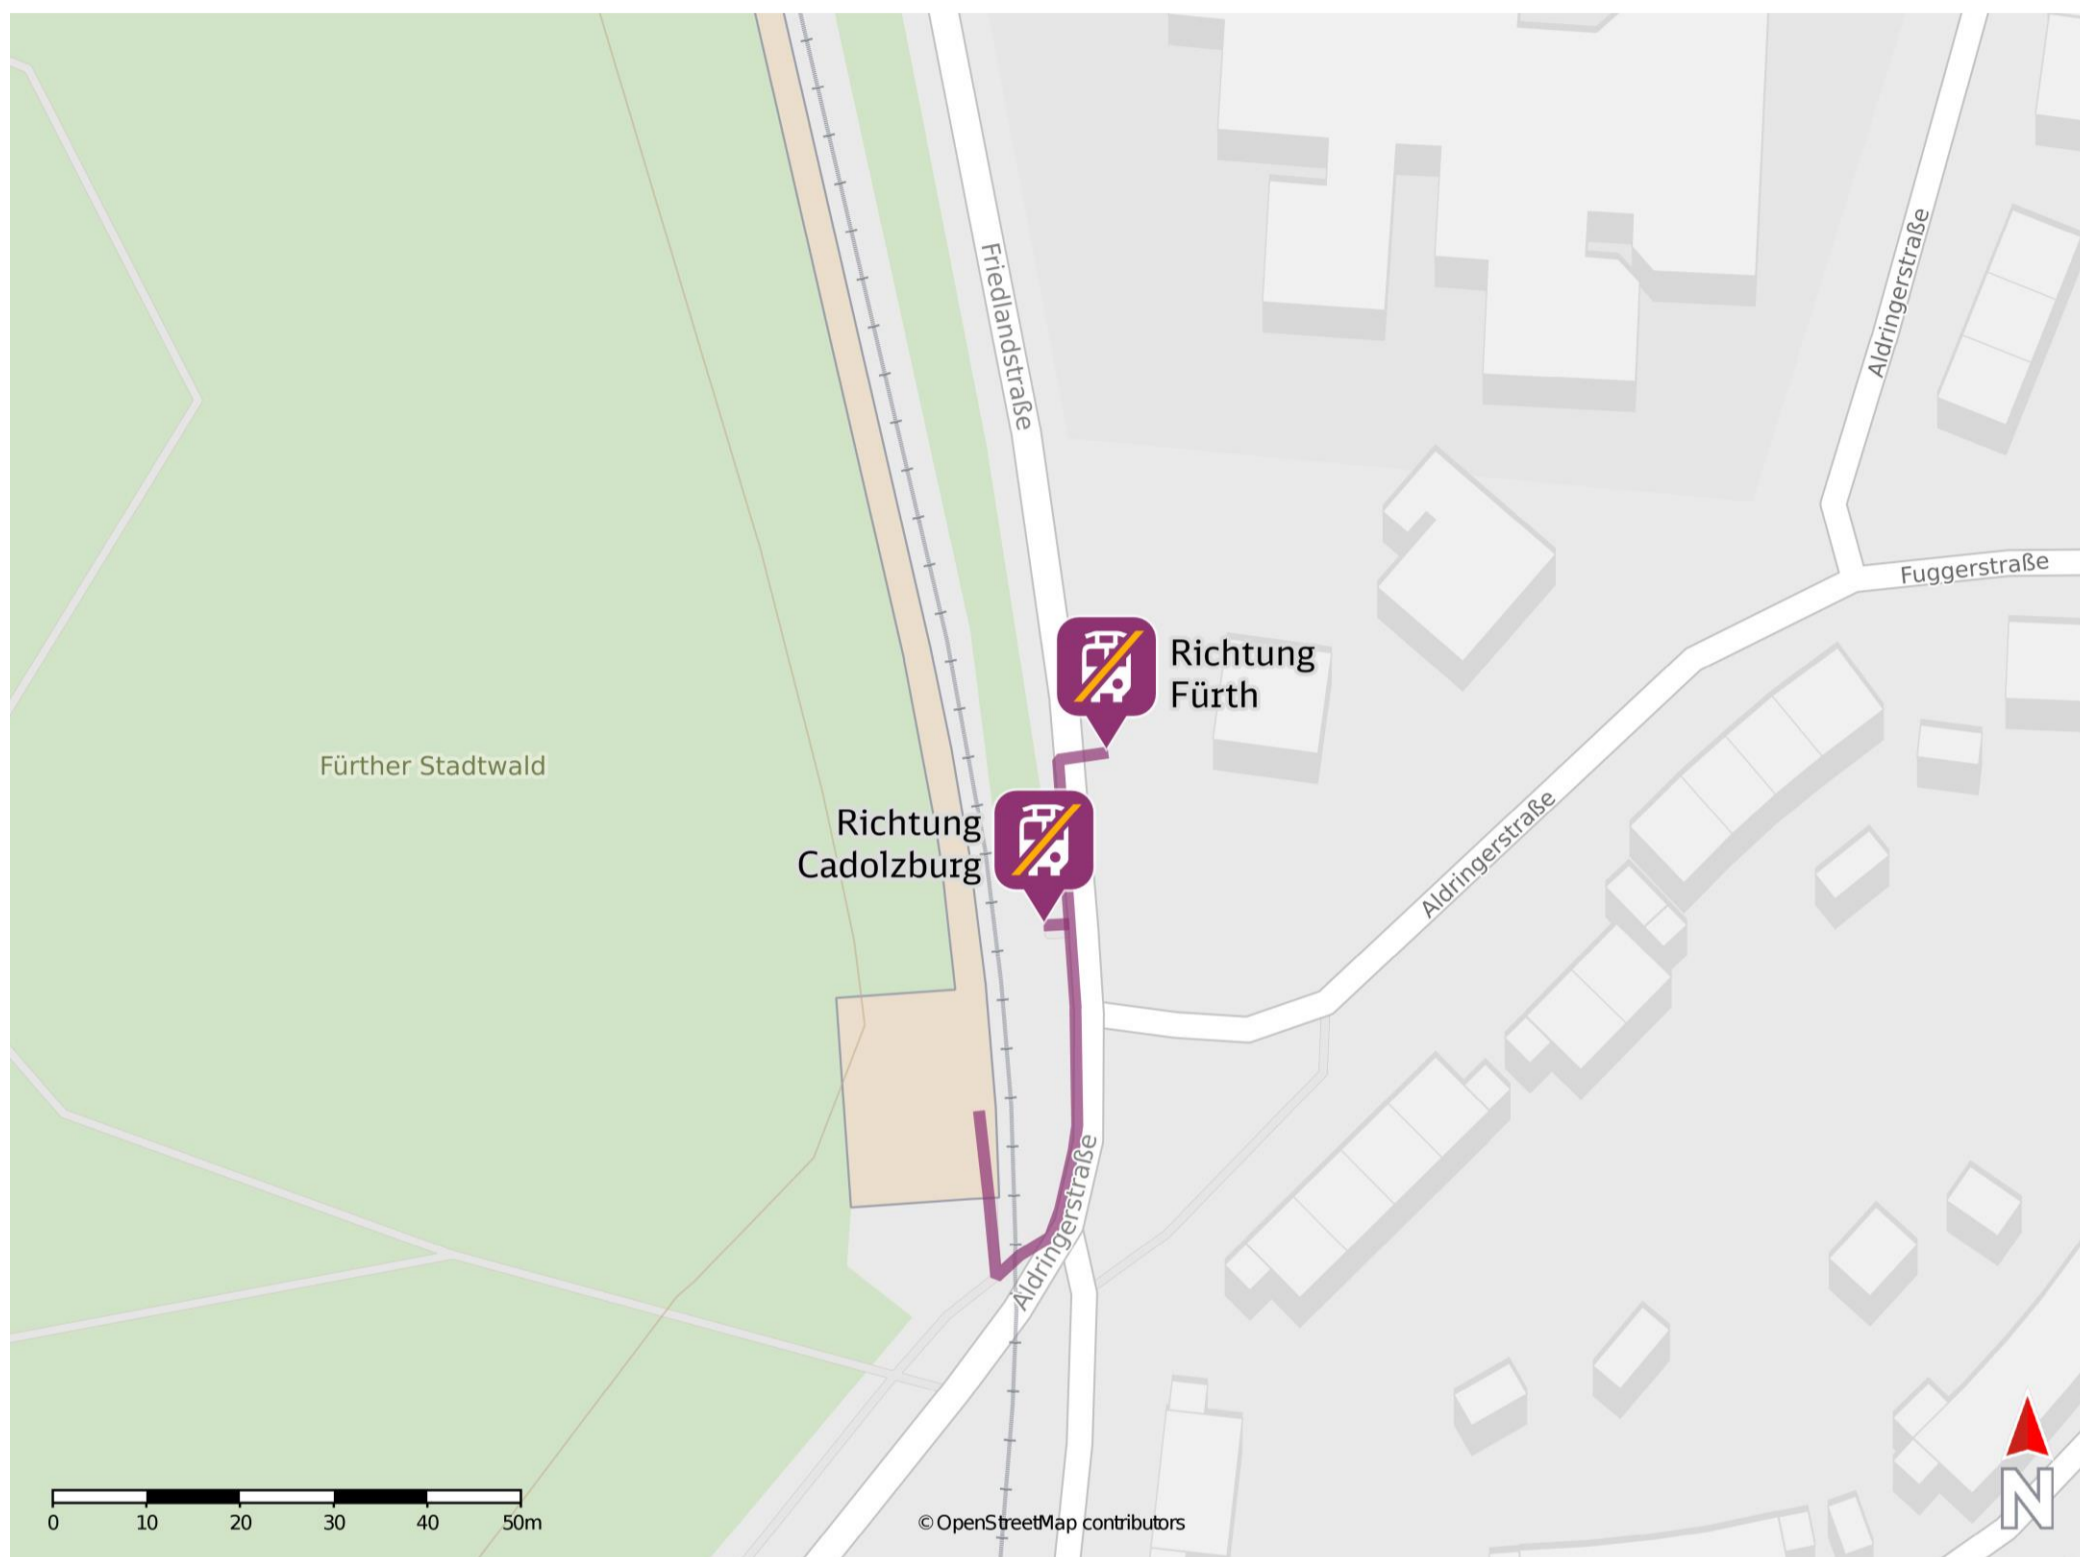 Friedlandstraße
Aldringerstraße
Fuggerstraße
Richtung
Fürth
Fürther Stadtwald
Richtung
Cadolzburg
Aldringerstraße
Aldringerstraße
0 10 20 30 40 50m
© OpenStreetMap contributors
N